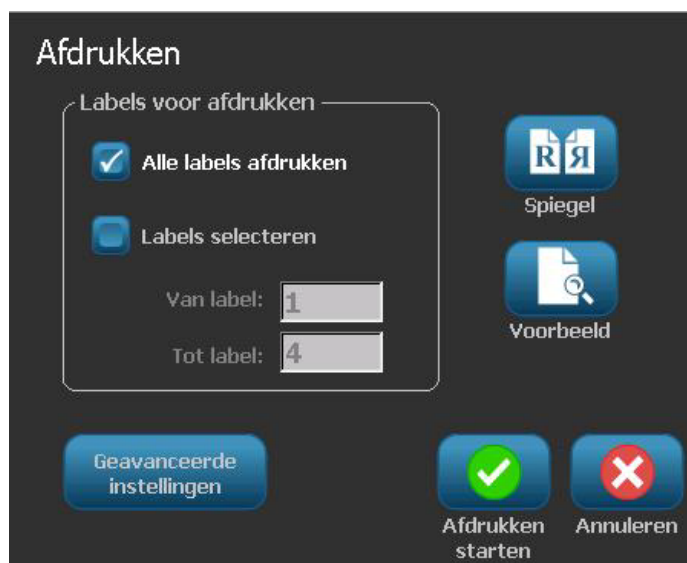 Afdrukken
Labels voor afdrukken
Alle labels afdrukken
Labels selecteren
Van label: 1
Tot label: 4
R Я
Spiegel
Voorbeeld
Geavanceerde
instellingen
Afdrukken
starten
Annuleren